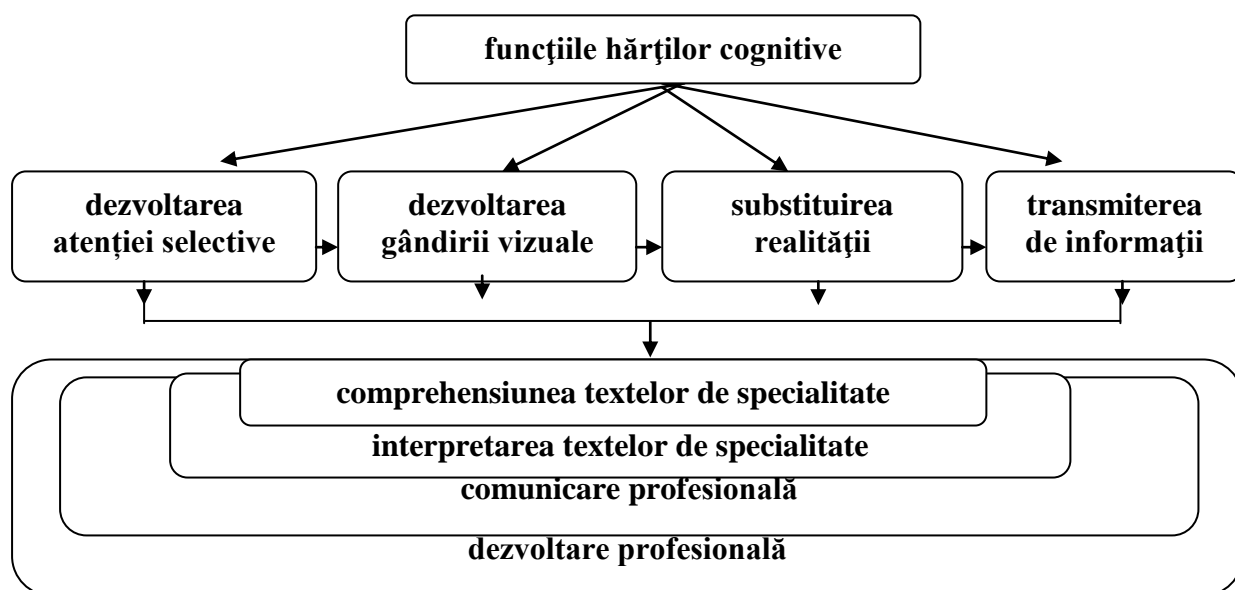 funcţiile hărţilor cognitive
dezvoltarea
atenției selective
dezvoltarea
gândirii vizuale
substituirea
realităţii
transmiterea
de informaţii
comprehensiunea textelor de specialitate
interpretarea textelor de specialitate
comunicare profesională
dezvoltare profesională